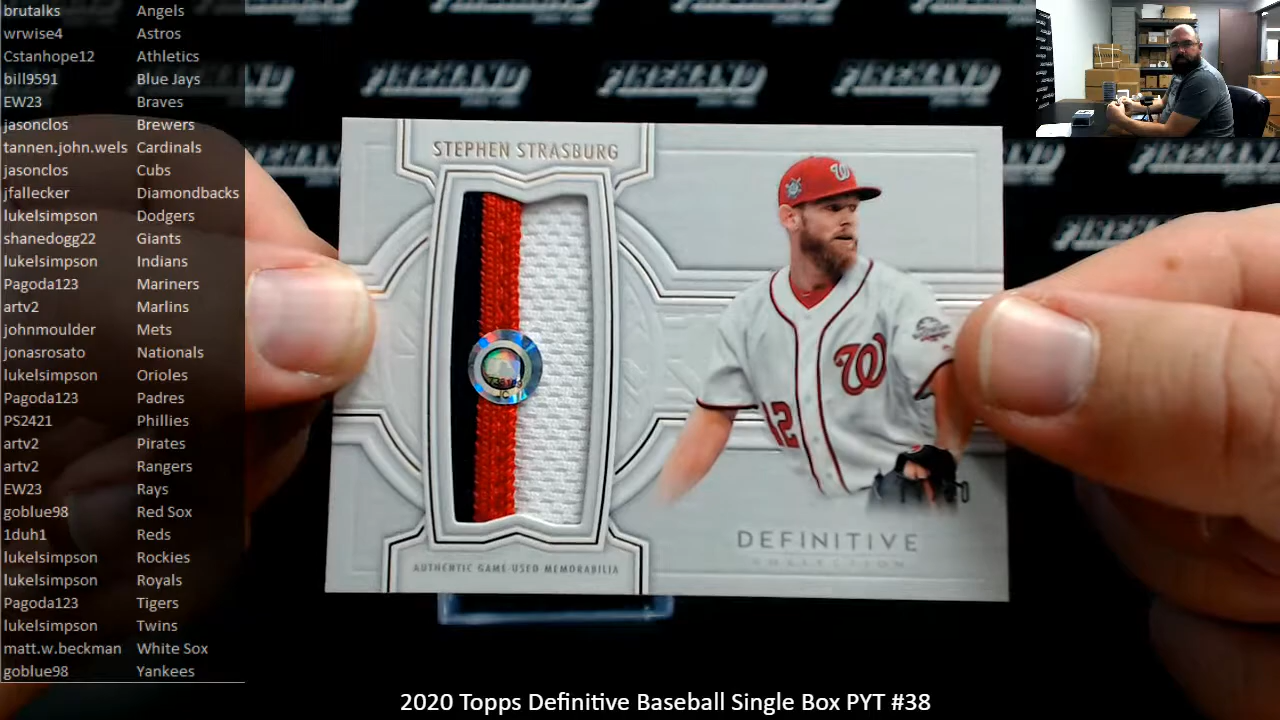 brutalks Angels
wrwise4 Astros
Cstanhope12 Athletics
bill9591 Blue Jays
EW23 Braves
jasonclos Brewers
tannen.john.wels Cardinals
jasonclos Cubs
jfallecker Diamondbacks
lukelsimpson Dodgers
shanedogg22 Giants
lukelsimpson Indians
Pagoda123 Mariners
artv2 Marlins
johnmoulder Mets
jonasrosato Nationals
lukelsimpson Orioles
Pagoda123 Padres
PS2421 Phillies
artv2 Pirates
artv2 Rangers
EW23 Rays
goblue98 Red Sox
1duh1 Reds
lukelsimpson Rockies
lukelsimpson Royals
Pagoda123 Tigers
lukelsimpson Twins
matt.w.beckman White Sox
goblue98 Yankees
FIREHAND FIREHAND FIREHAND
STEPHEN STRASBURG
W
W
12
DEFINITIVE
COLLECTION
AUTHENTIC GAME-USED MEMORABILIA
2020 Topps Definitive Baseball Single Box PYT #38